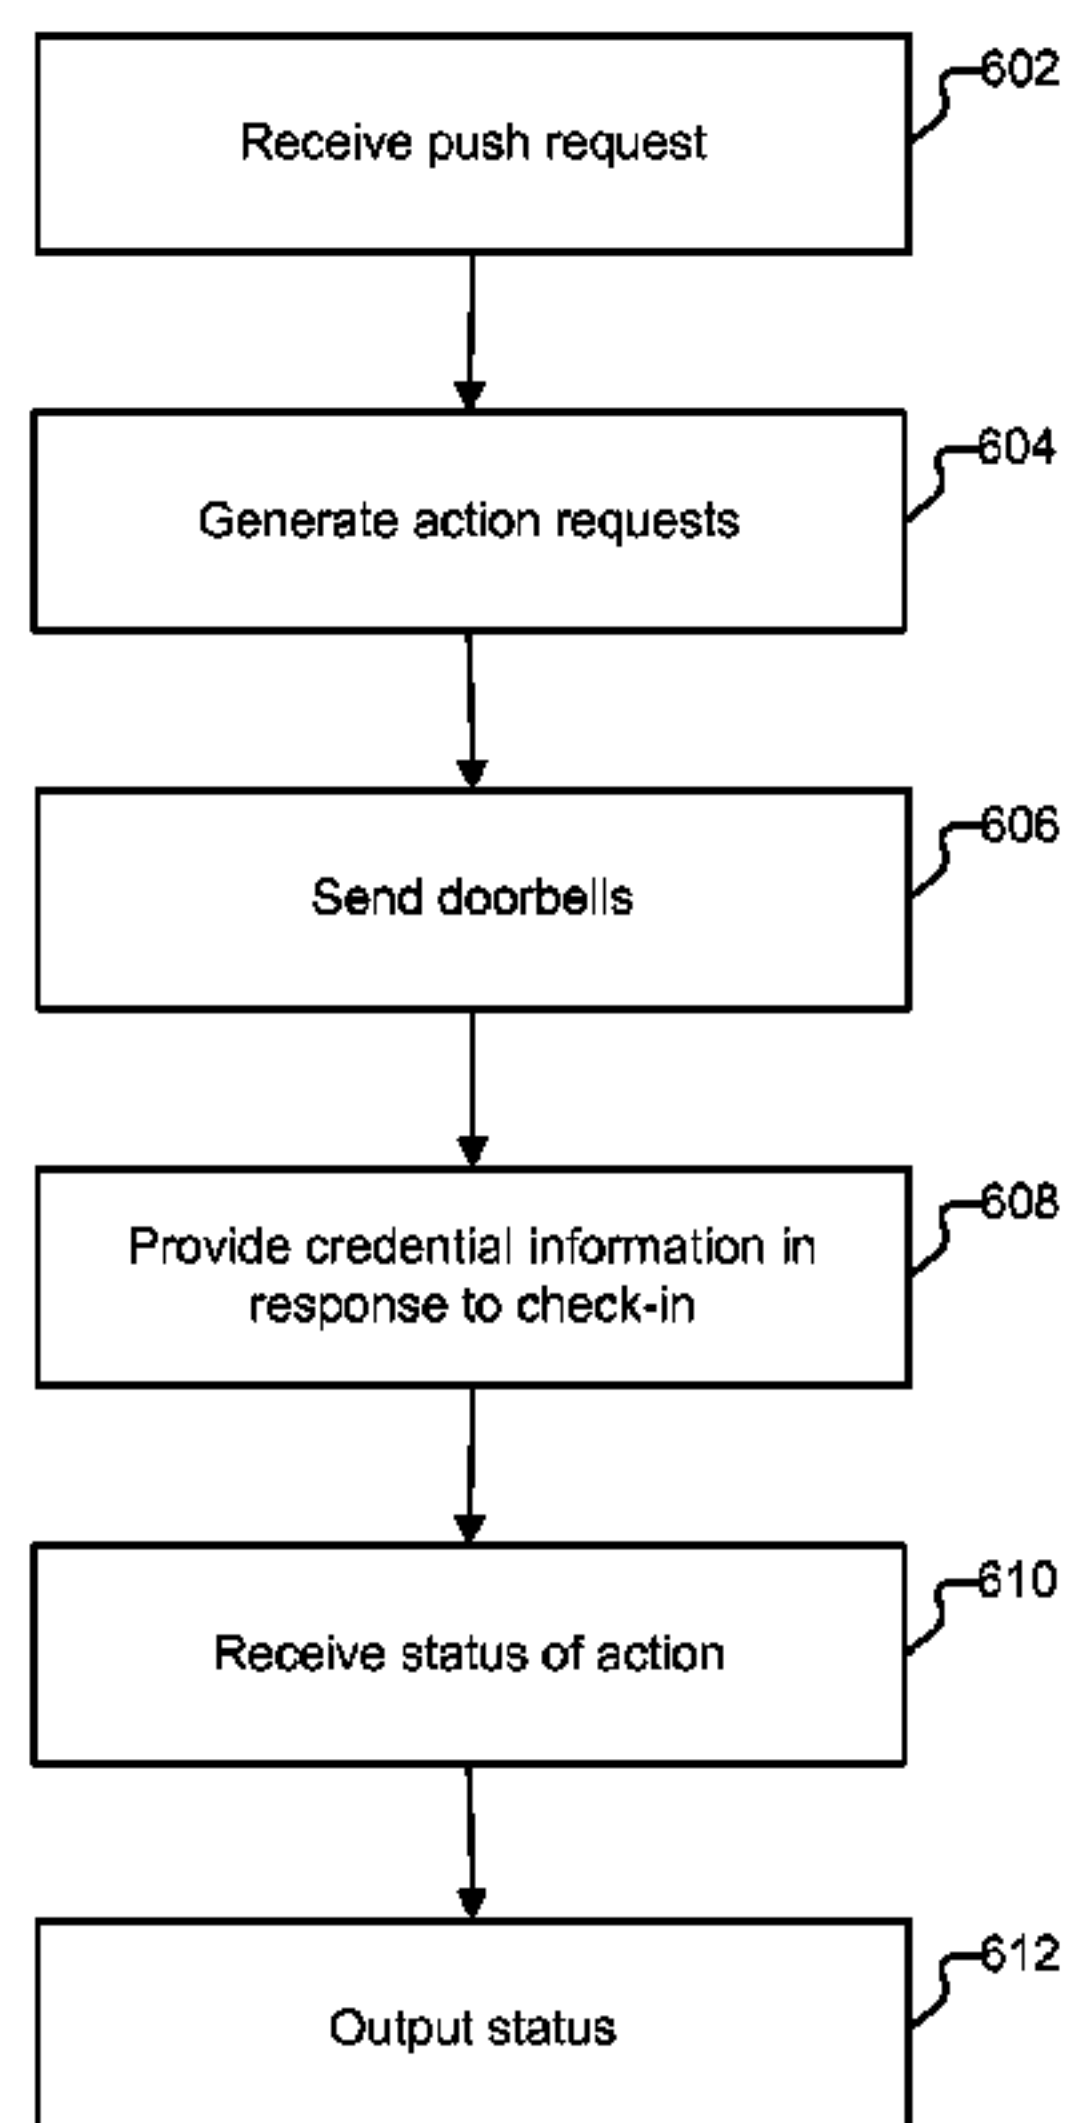 Receive push request
602
Generate action requests
604
Send doorbells
606
Provide credential information in
response to check-in
608
Receive status of action
610
Output status
612